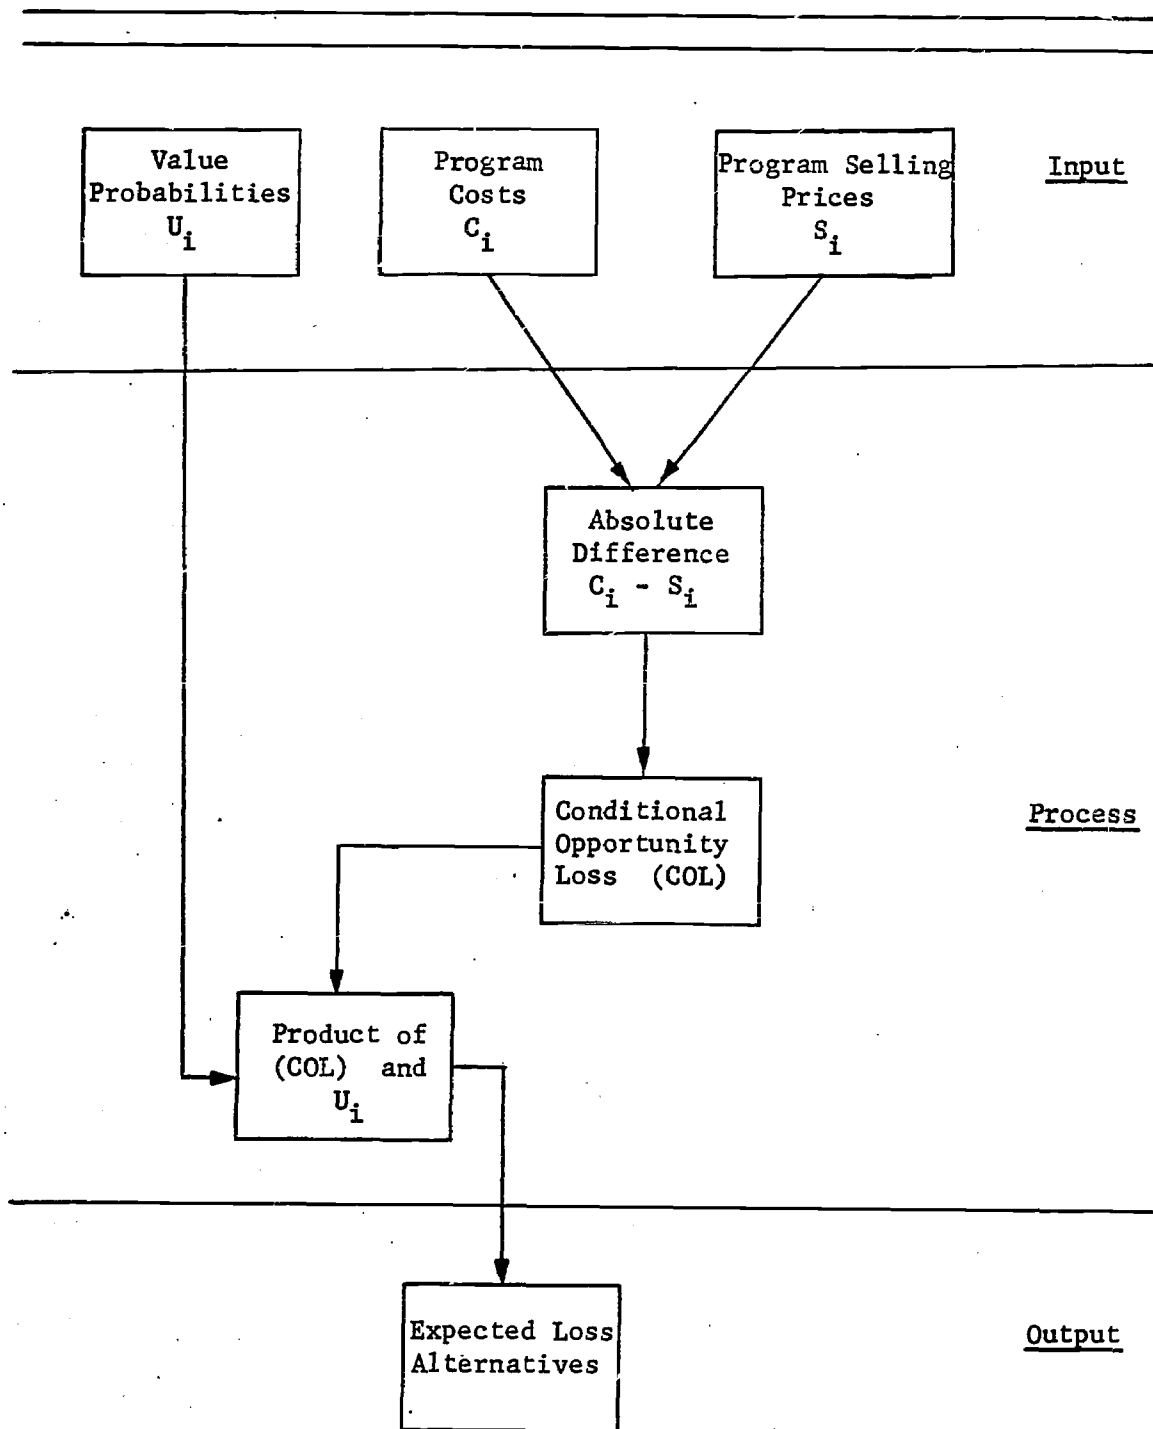 Value
Probabilities
U_i
Program
Costs
C_i
Program Selling
Prices
S_i
Input
Absolute
Difference
C_i - S_i
Conditional
Opportunity
Loss (COL)
Process
Product of
(COL) and
U_i
Expected Loss
Alternatives
Output